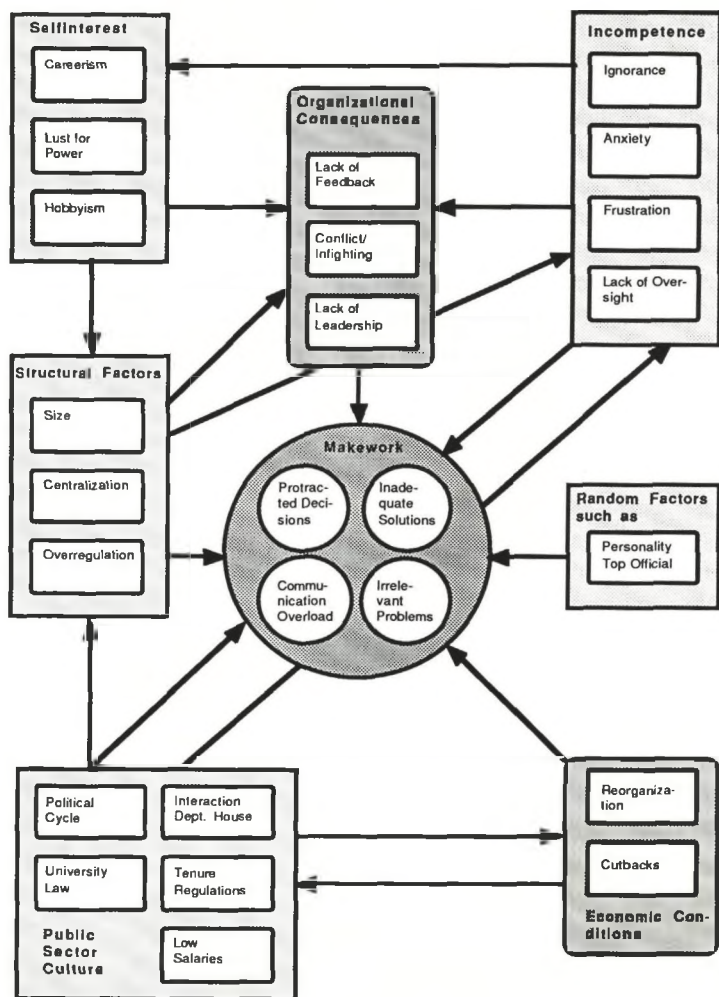 Selfinterest
Careerism
Lust for
Power
Hobbyism
Organizational
Consequences
Lack of
Feedback
Conflict/
Infighting
Lack of
Leadership
Incompetence
Ignorance
Anxiety
Frustration
Lack of Over-
sight
Structural Factors
Size
Centralization
Overregulation
Makework
Protrac-
ted Deci-
sions
Inade-
quate
Solutions
Commu-
nication
Overload
Irrele-
vant
Problems
Random Factors
such as
Personality
Top Official
Political
Cycle
Interaction
Dept. House
University
Law
Tenure
Regulations
Low
Salaries
Public
Sector
Culture
Reorganiza-
tion
Cutbacks
Economic Con-
ditions